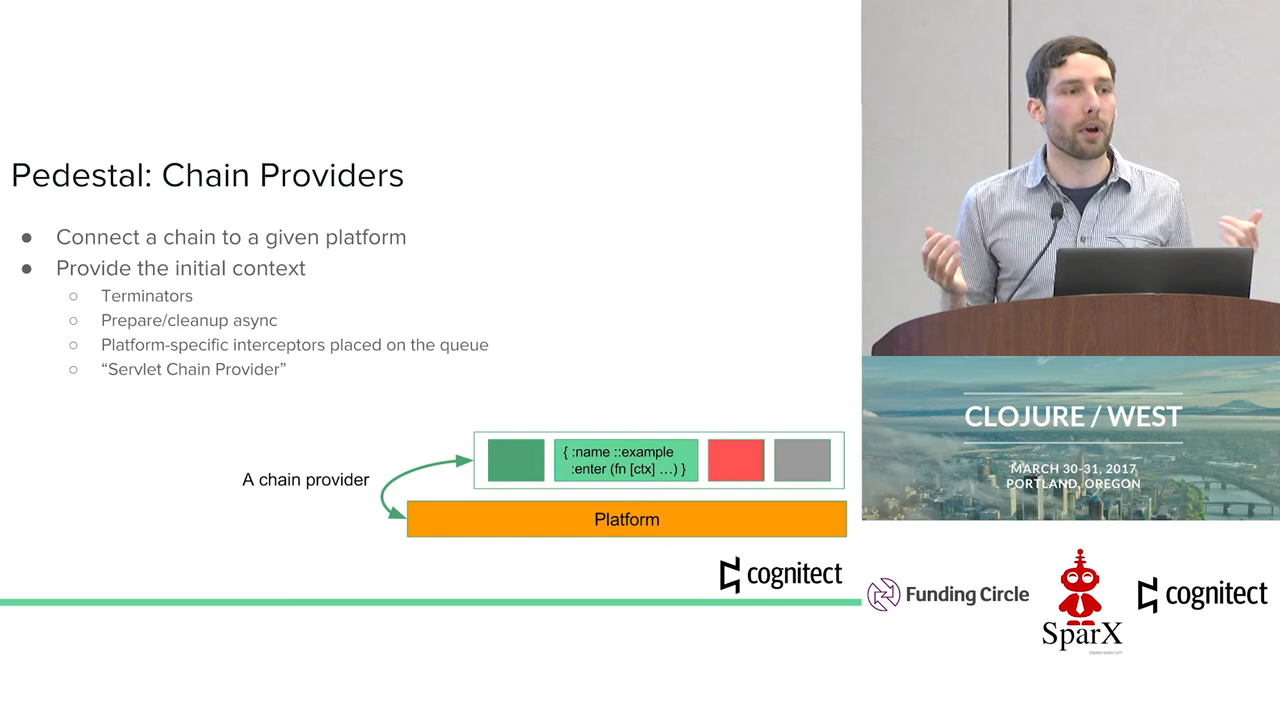 Pedestal: Chain Providers
● Connect a chain to a given platform
● Provide the initial context
○ Terminators
○ Prepare/cleanup async
○ Platform-specific interceptors placed on the queue
○ “Servlet Chain Provider”
{ :name ::example
:enter (fn [ctx] …) }
A chain provider
Platform
cognitect
CLOJURE / WEST
MARCH 30-31, 2017
PORTLAND, OREGON
Funding Circle
SparX
cognitect